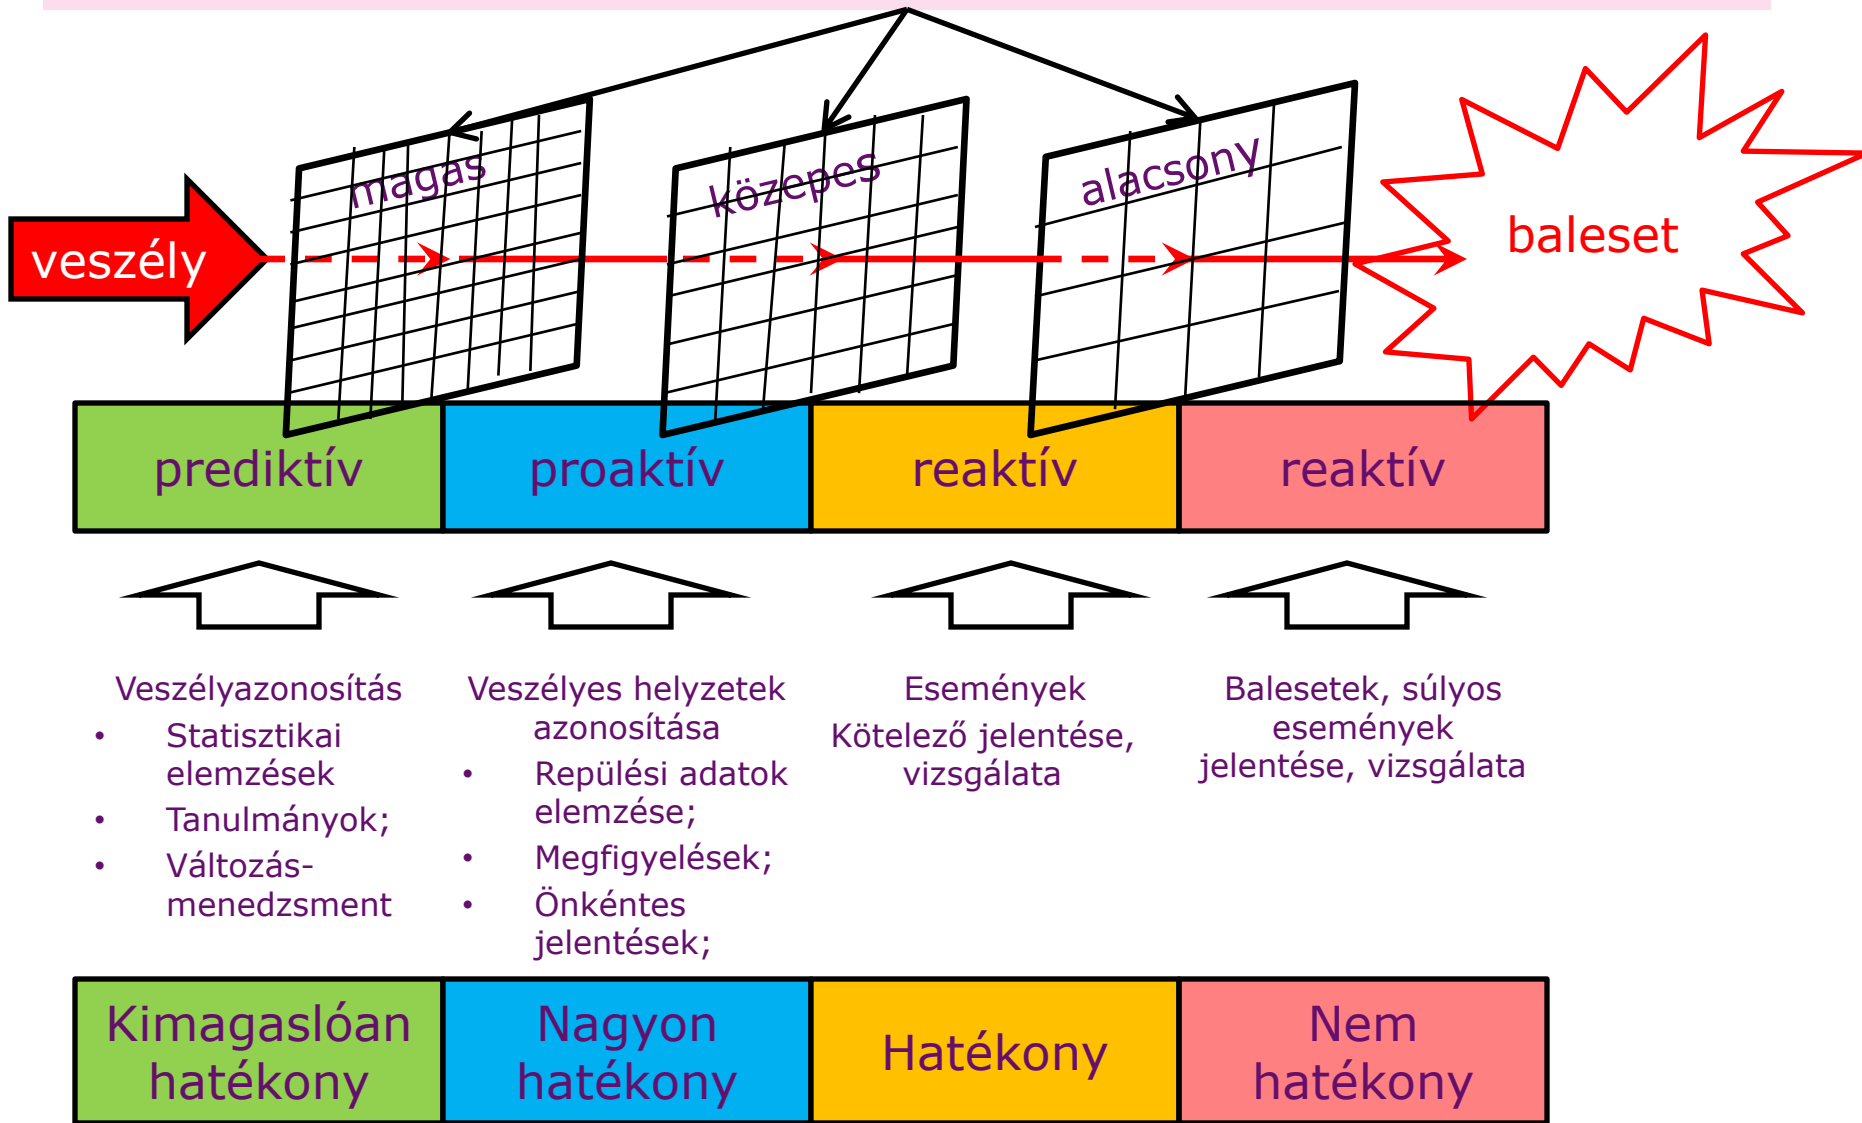 magas
közepes
alacsony
veszély
baleset
prediktív
proaktív
reaktív
reaktív
Veszélyazonosítás
• Statisztikai
elemzések
• Tanulmányok;
• Változás-
menedzsment
Veszélyes helyzetek
azonosítása
• Repülési adatok
elemzése;
• Megfigyelések;
• Önkéntes
jelentések;
Események
Kötelező jelentése,
vizsgálata
Balesetek, súlyos
események
jelentése, vizsgálata
Kimagaslóan
hatékony
Nagyon
hatékony
Hatékony
Nem
hatékony